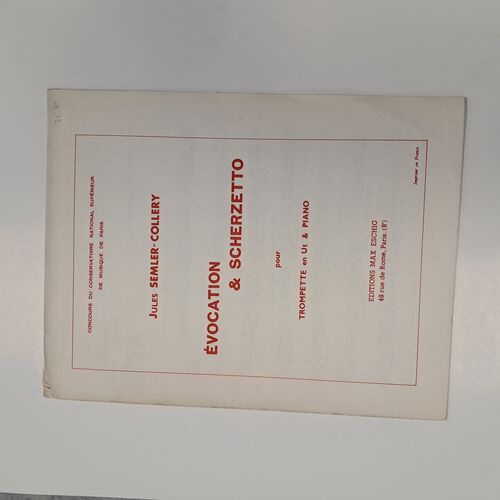 CONCOURS DU CONSERVATOIRE NATIONAL SUPÉRIEUR
DE MUSIQUE DE PARIS
JULES SEMLER-COLLERY
ÉVOCATION
& SCHERZETTO
pour
TROMPETTE en Ut & PIANO
EDITIONS MAX ESCHIG
48 rue de Rome, Paris (8ᵉ)
Imprimé en France